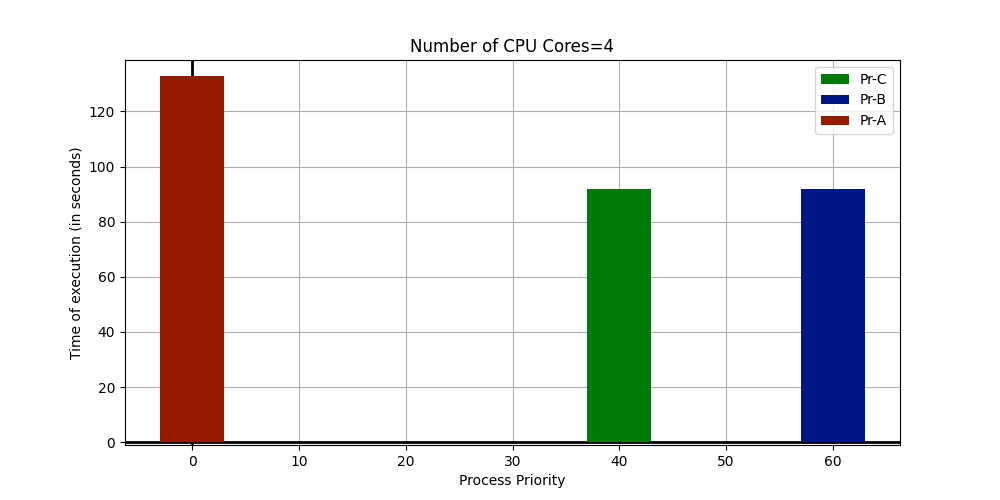 Number of CPU Cores=4
Pr-C
Pr-B
Pr-A
Time of execution (in seconds)
120
100
80
60
40
20
0
0 10 20 30 40 50 60
Process Priority